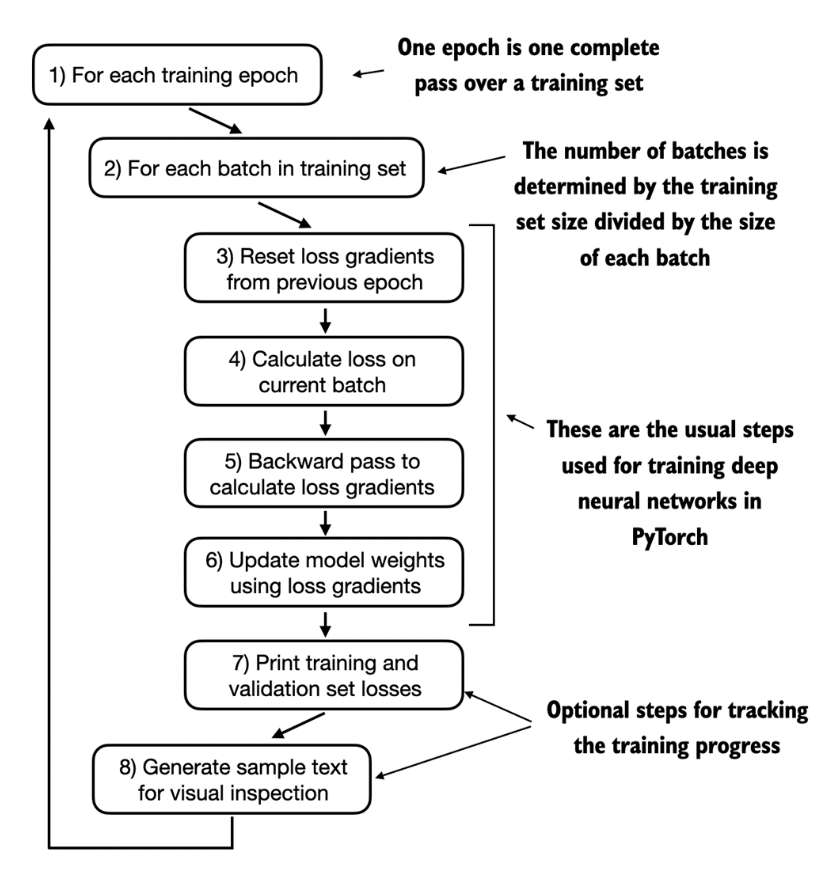 One epoch is one complete
pass over a training set
1) For each training epoch
2) For each batch in training set
The number of batches is
determined by the training
set size divided by the size
of each batch
3) Reset loss gradients
from previous epoch
4) Calculate loss on
current batch
5) Backward pass to
calculate loss gradients
6) Update model weights
using loss gradients
These are the usual steps
used for training deep
neural networks in
PyTorch
7) Print training and
validation set losses
8) Generate sample text
for visual inspection
Optional steps for tracking
the training progress